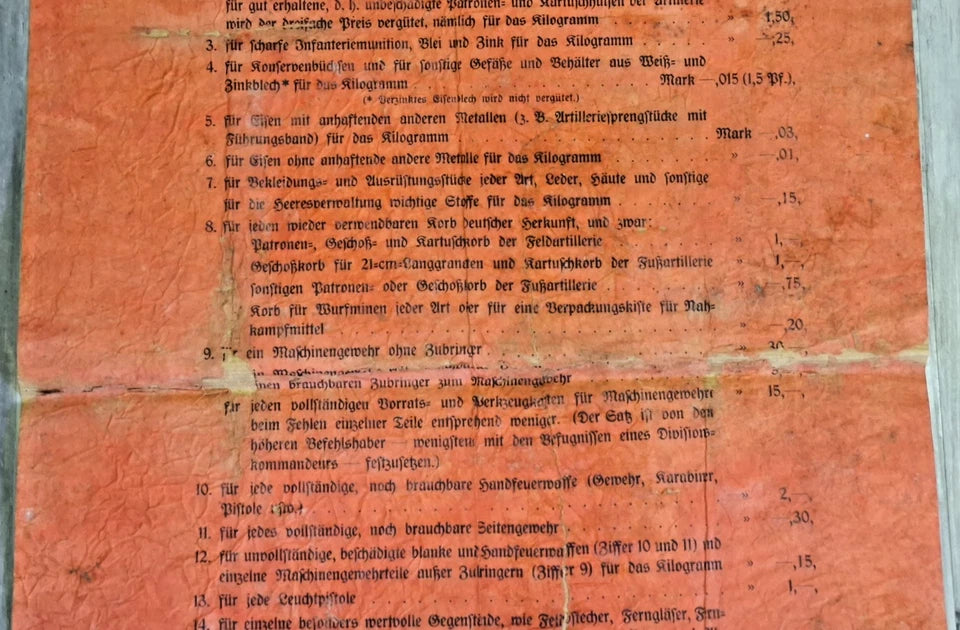 für gut erhaltene, d. h. unbeschädigte Patronen- und Kartuschhülsen der Artillerie
wird der dreifache Preis vergütet, nämlich für das Kilogramm . . . . . . . » 1,50,
3. für scharfe Infanteriemunition, Blei und Zink für das Kilogramm . . . . . » —,25,
4. für Konservenbüchsen und für sonstige Gefäße und Behälter aus Weiß- und
Zinkblech* für das Kilogramm . . . . . . . . . . . Mark —,015 (1,5 Pf.),
(* Verzinktes Eisenblech wird nicht vergütet.)
5. für Eisen mit anhaftenden anderen Metallen (z. B. Artilleriesprengstücke mit
Führungsband) für das Kilogramm . . . . . . . . . . . Mark —,03,
6. für Eisen ohne anhaftende andere Metalle für das Kilogramm . . . . . . » —,01,
7. für Bekleidungs- und Ausrüstungsstücke jeder Art, Leder, Häute und sonstige
für die Heeresverwaltung wichtige Stoffe für das Kilogramm . . . . . . » —,15,
8. für jeden wieder verwendbaren Korb deutscher Herkunft, und zwar:
Patronen-, Geschoß- und Kartuschkorb der Feldartillerie . . . . . . » 1,—,
Geschoßkorb für 21-cm-Langgranaten und Kartuschkorb der Fußartillerie » 1,—,
sonstigen Patronen- oder Geschoßkorb der Fußartillerie . . . . . . » —,75,
Korb für Wurfminen jeder Art oder für eine Verpackungskiste für Nah-
kampfmittel . . . . . . . . . . . . . . . . . » —,20,
9. für ein Maschinengewehr ohne Zubringer . . . . . . . . . . . » 30,—,
brauchbaren Zubringer zum Maschinengewehr . . . . . . . »
für jeden vollständigen Vorrats- und Werkzeugkasten für Maschinengewehre » 15,—,
beim Fehlen einzelner Teile entsprechend weniger. (Der Satz ist von den
höheren Befehlshaber — wenigstens mit den Befugnissen eines Divisions-
kommandeurs — festzusetzen.)
10. für jede vollständige, noch brauchbare Handfeuerwaffe (Gewehr, Karabiner,
Pistole usw.) . . . . . . . . . . . . . . . . . » 2,—,
11. für jedes vollständige, noch brauchbare Seitengewehr . . . . . . . » —,30,
12. für unvollständige, beschädigte blanke und Handfeuerwaffen (Ziffer 10 und 11) und
einzelne Maschinengewehrteile außer Zubringern (Ziffer 9) für das Kilogramm » —,15,
13. für jede Leuchtpistole . . . . . . . . . . . . . . . » 1,—,
14. für einzelne besonders wertvolle Gegenstände, wie Feldstecher, Ferngläser, Fern-